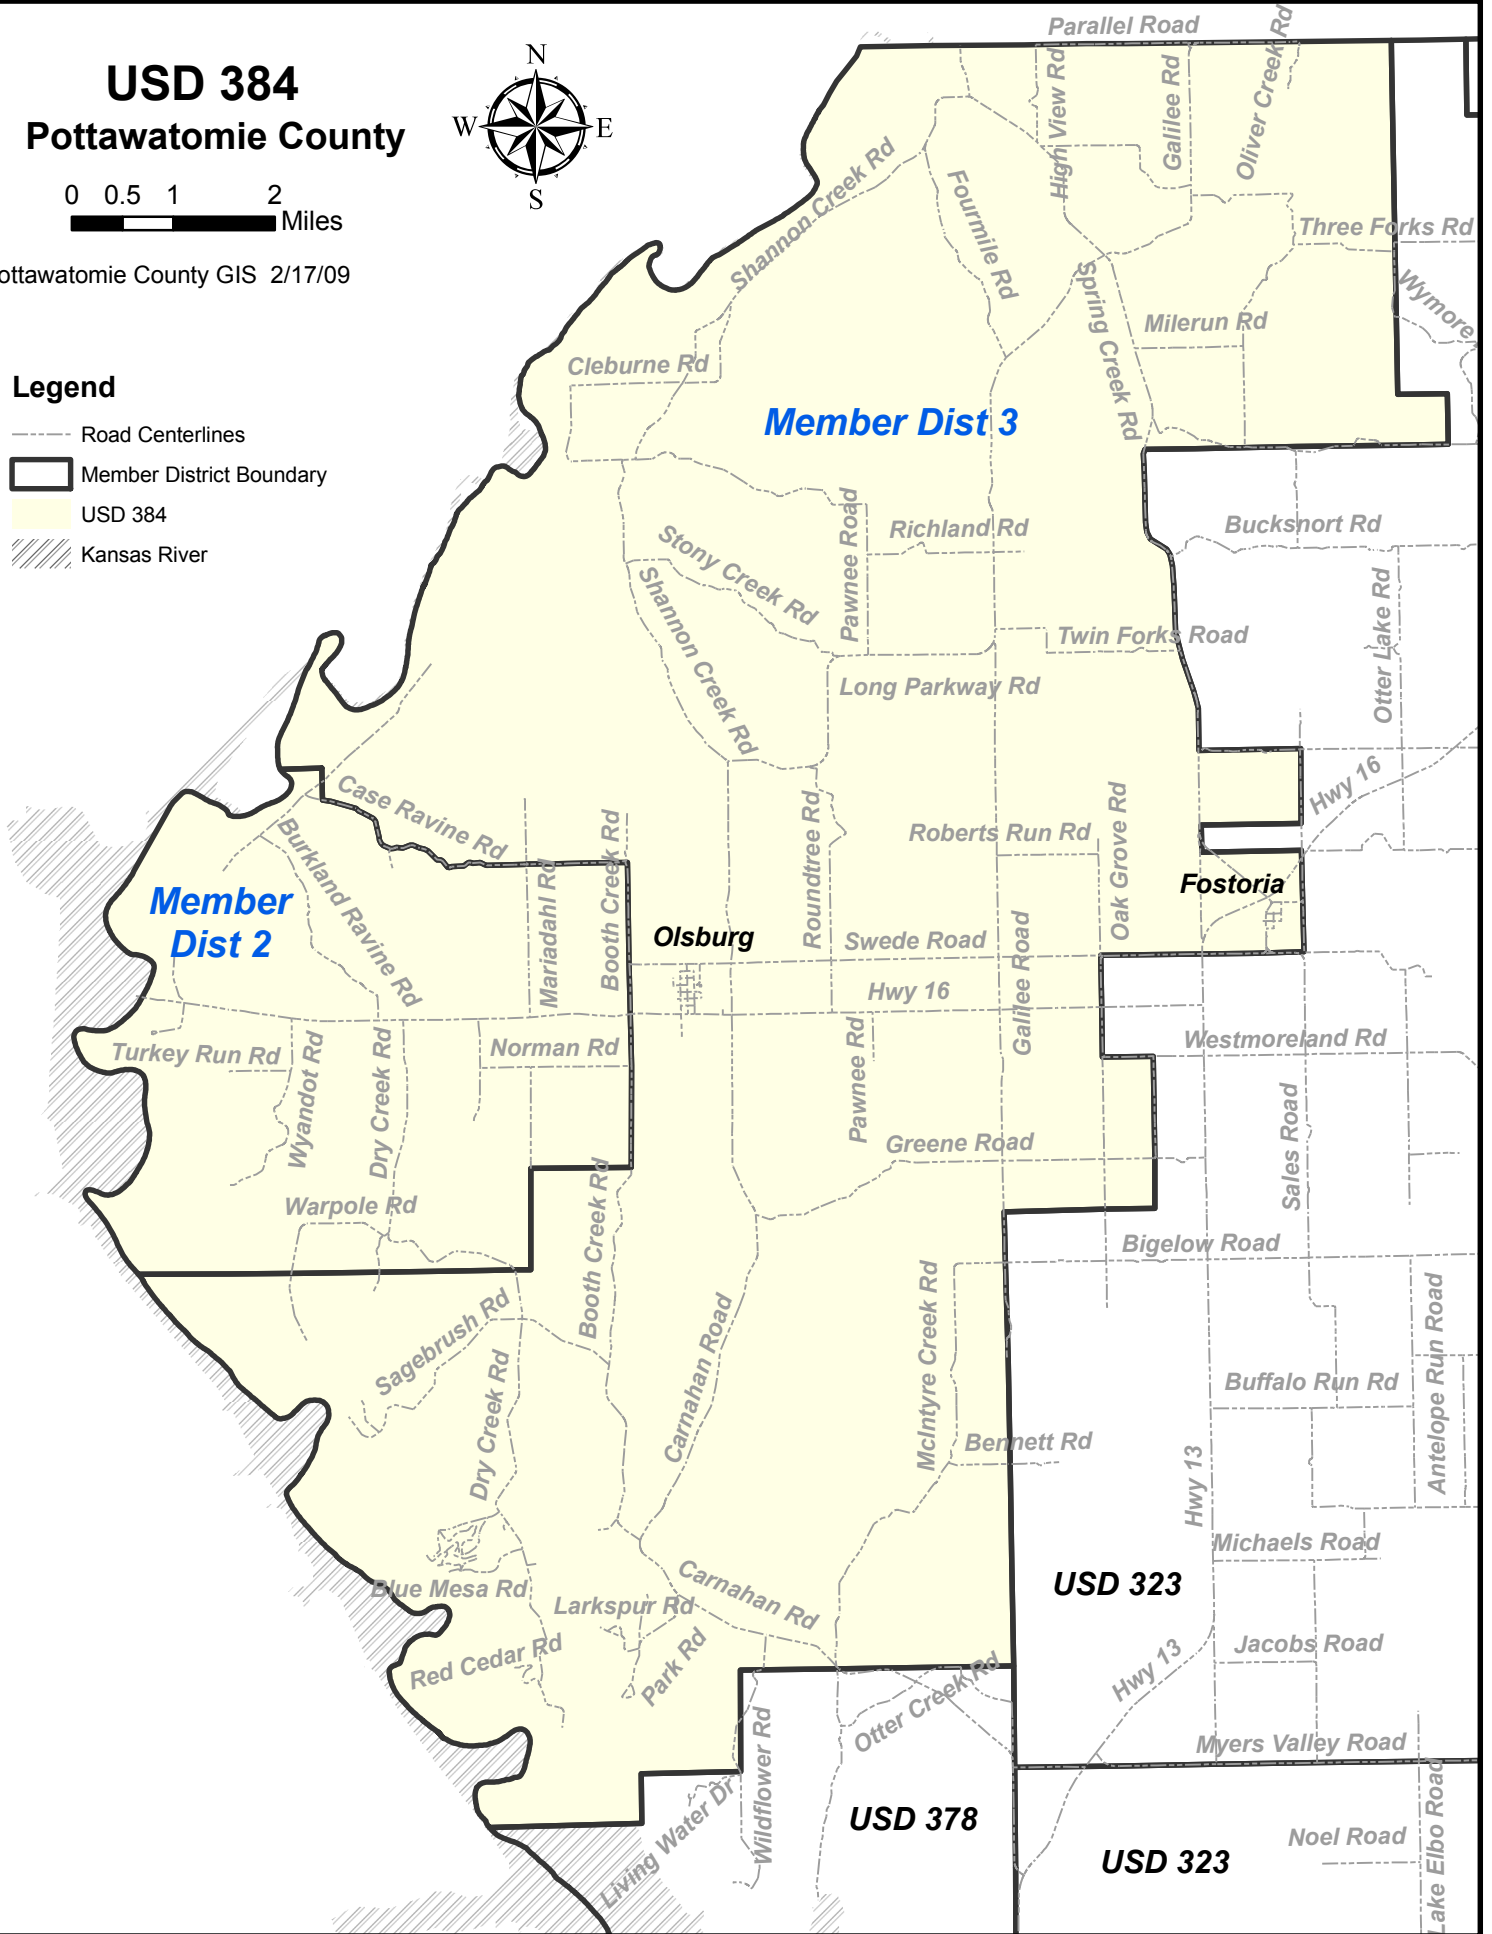 USD 384
Pottawatomie County
N
W
E
S
0 0.5 1 2
Miles
ottawatomie County GIS 2/17/09
Legend
Road Centerlines
Member District Boundary
USD 384
Kansas River
Parallel Road
High View Rd
Galilee Rd
Oliver Creek Rd
Shannon Creek Rd
Fourmile Rd
Three Forks Rd
Wymore
Spring Creek Rd
Milerun Rd
Cleburne Rd
Member Dist 3
Pawnee Road
Richland Rd
Bucksnort Rd
Stony Creek Rd
Shannon Creek Rd
Twin Forks Road
Otter Lake Rd
Long Parkway Rd
Case Ravine Rd
Hwy 16
Burkland Ravine Rd
Mariadahl Rd
Booth Creek Rd
Roundtree Rd
Roberts Run Rd
Oak Grove Rd
Fostoria
Member
Dist 2
Olsburg
Swede Road
Hwy 16
Galilee Road
Turkey Run Rd
Wyandot Rd
Dry Creek Rd
Norman Rd
Pawnee Rd
Westmoreland Rd
Greene Road
Sales Road
Warpole Rd
Booth Creek Rd
Bigelow Road
Sagebrush Rd
Dry Creek Rd
Carnahan Road
McIntyre Creek Rd
Antelope Run Road
Buffalo Run Rd
Bennett Rd
Hwy 13
Michaels Road
Blue Mesa Rd
Larkspur Rd
Carnahan Rd
USD 323
Red Cedar Rd
Park Rd
Otter Creek Rd
Hwy 13
Jacobs Road
Wildflower Rd
Myers Valley Road
Living Water Dr
USD 378
USD 323
Noel Road
Lake Elbo Road